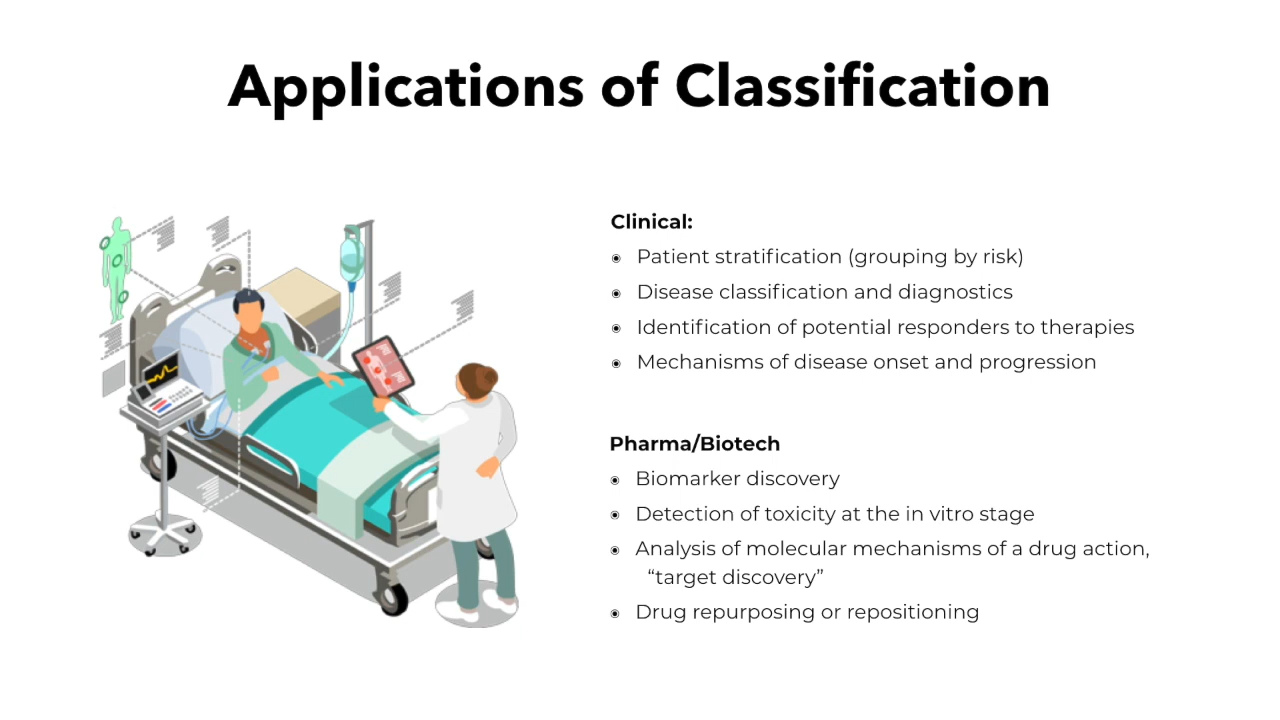 Applications of Classification
Clinical:
Patient stratification (grouping by risk)
Disease classification and diagnostics
Identification of potential responders to therapies
Mechanisms of disease onset and progression
Pharma/Biotech
Biomarker discovery
Detection of toxicity at the in vitro stage
Analysis of molecular mechanisms of a drug action,
“target discovery”
Drug repurposing or repositioning